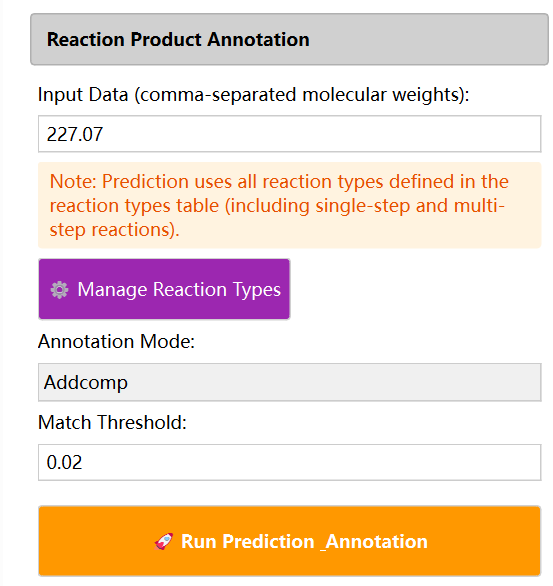 Reaction Product Annotation
Input Data (comma-separated molecular weights):
227.07
Note: Prediction uses all reaction types defined in the
reaction types table (including single-step and multi-
step reactions).
Manage Reaction Types
Annotation Mode:
Addcomp
Match Threshold:
0.02
Run Prediction _Annotation